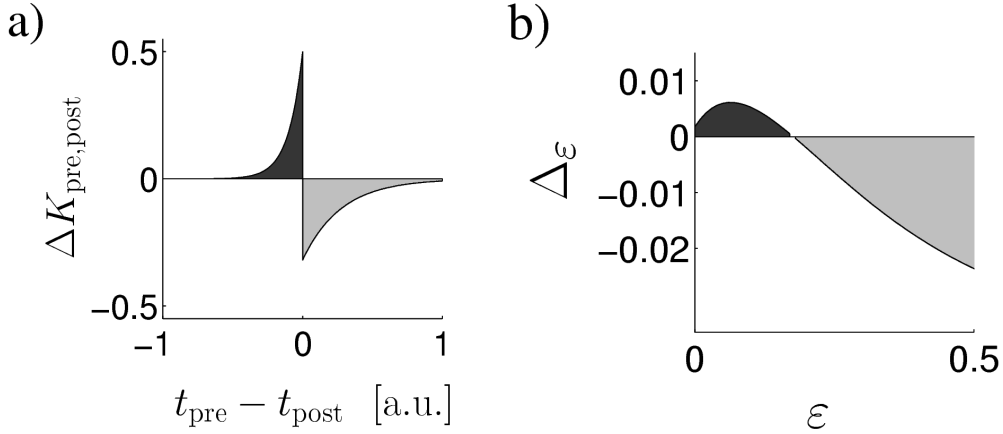 a)
ΔK_pre,post
0.5
0
−0.5
−1 0 1
t_pre − t_post [a.u.]
b)
Δ_ε
0.01
0
−0.01
−0.02
0 0.5
ε